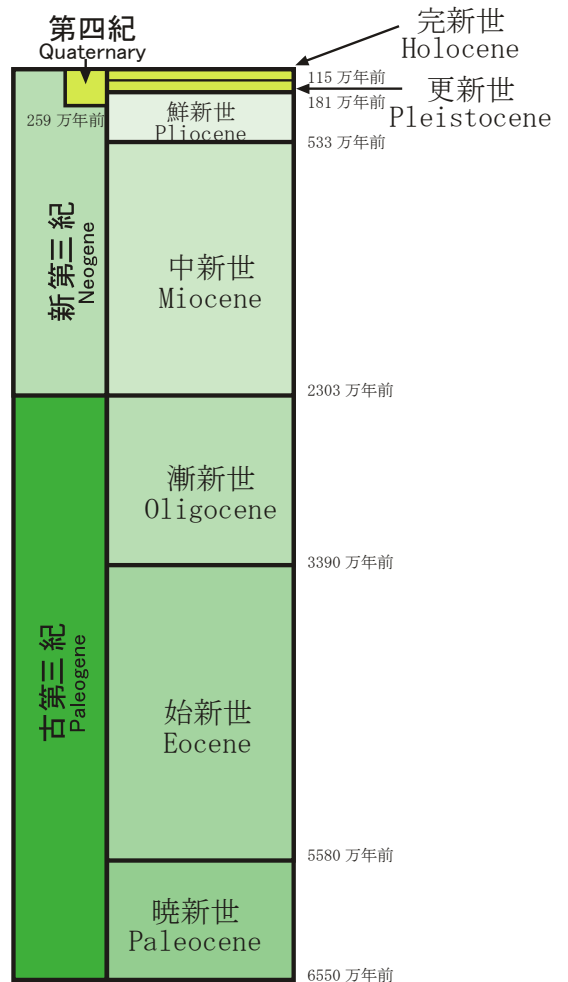 第四紀
Quaternary
完新世
Holocene
115 万年前
更新世
Pleistocene
181 万年前
259 万年前
鮮新世
Pliocene
533 万年前
新第三紀
Neogene
中新世
Miocene
2303 万年前
漸新世
Oligocene
3390 万年前
古第三紀
Paleogene
始新世
Eocene
5580 万年前
暁新世
Paleocene
6550 万年前